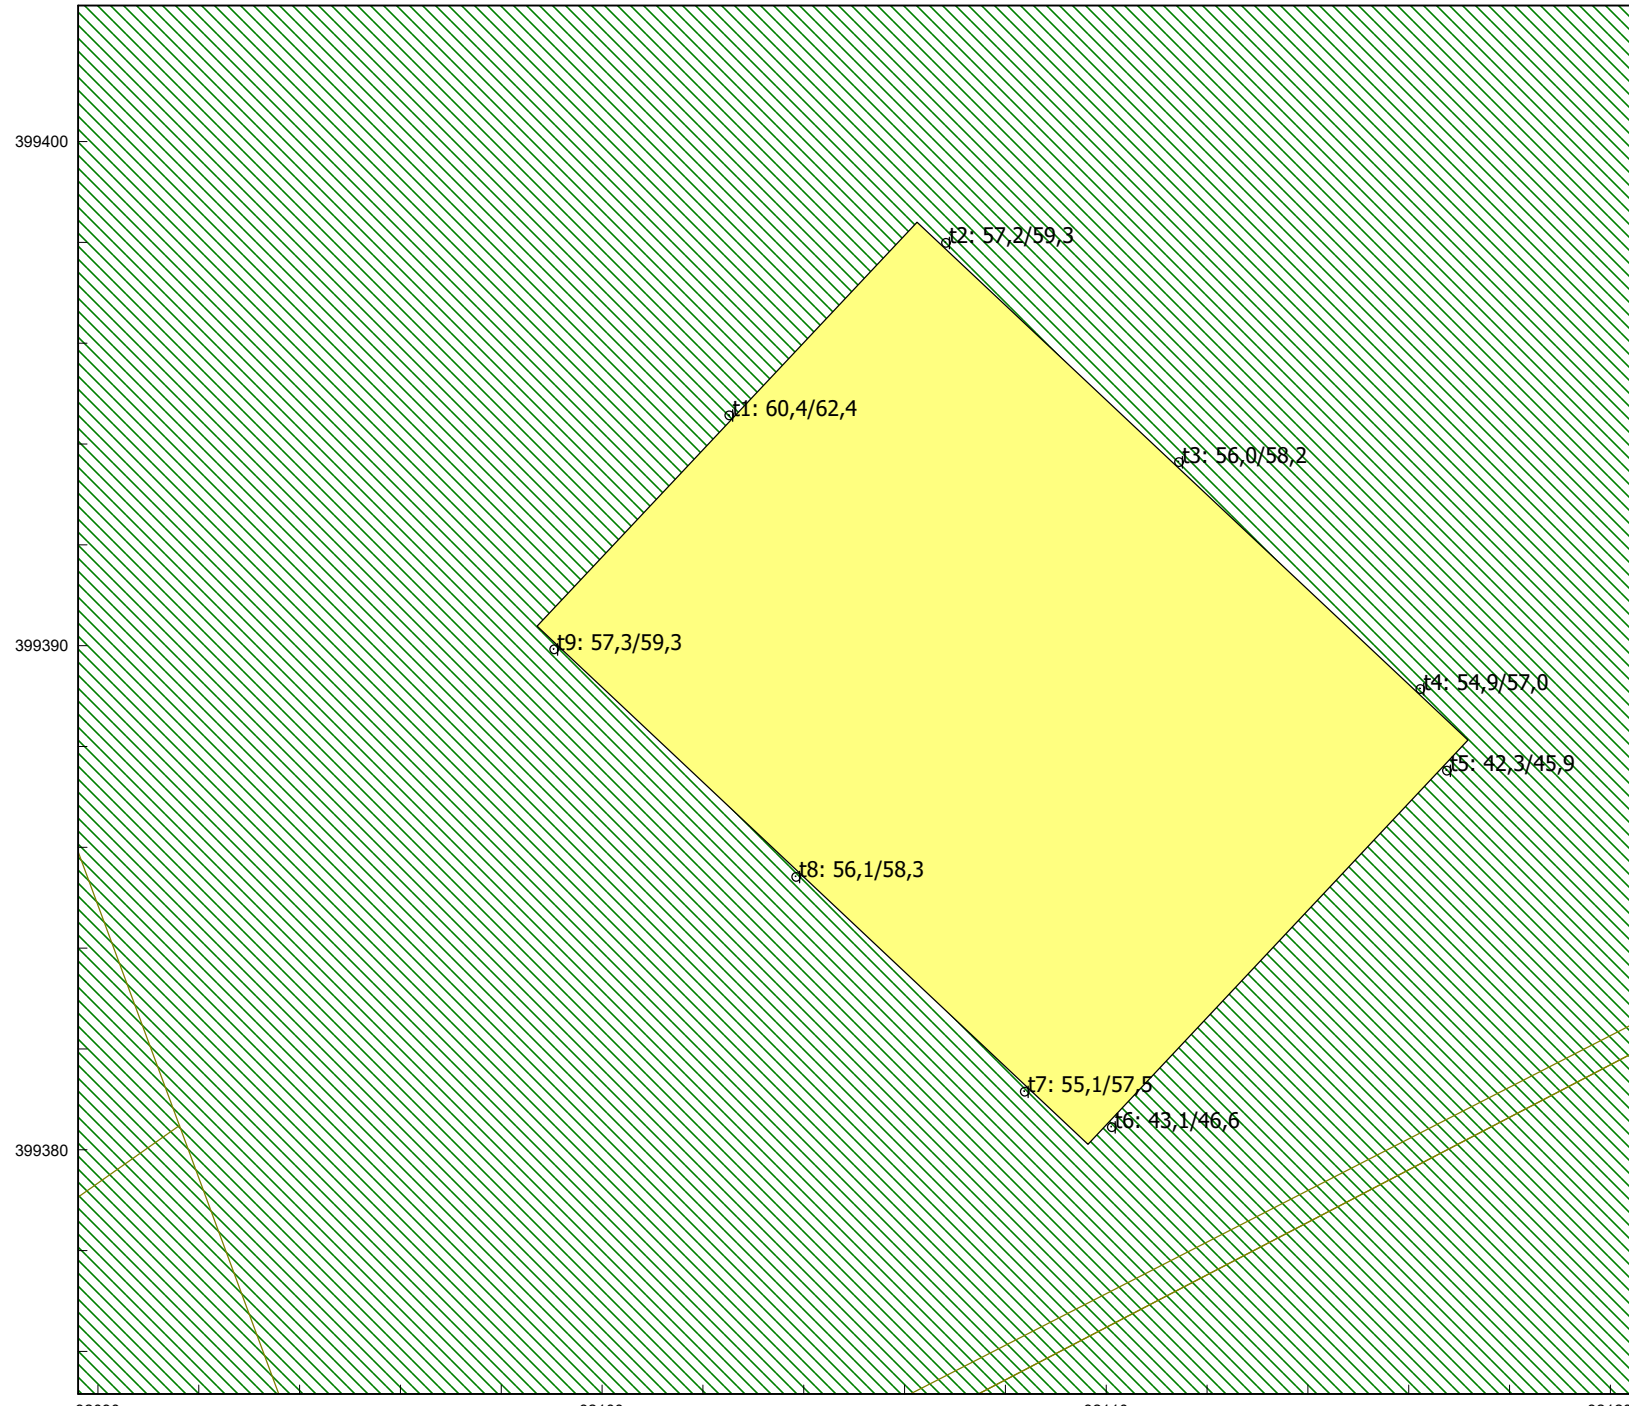 399400
t2: 57,2/59,3
t1: 60,4/62,4
t3: 56,0/58,2
399390
t9: 57,3/59,3
t4: 54,9/57,0
t5: 42,3/45,9
t8: 56,1/58,3
t7: 55,1/57,5
t6: 43,1/46,6
399380